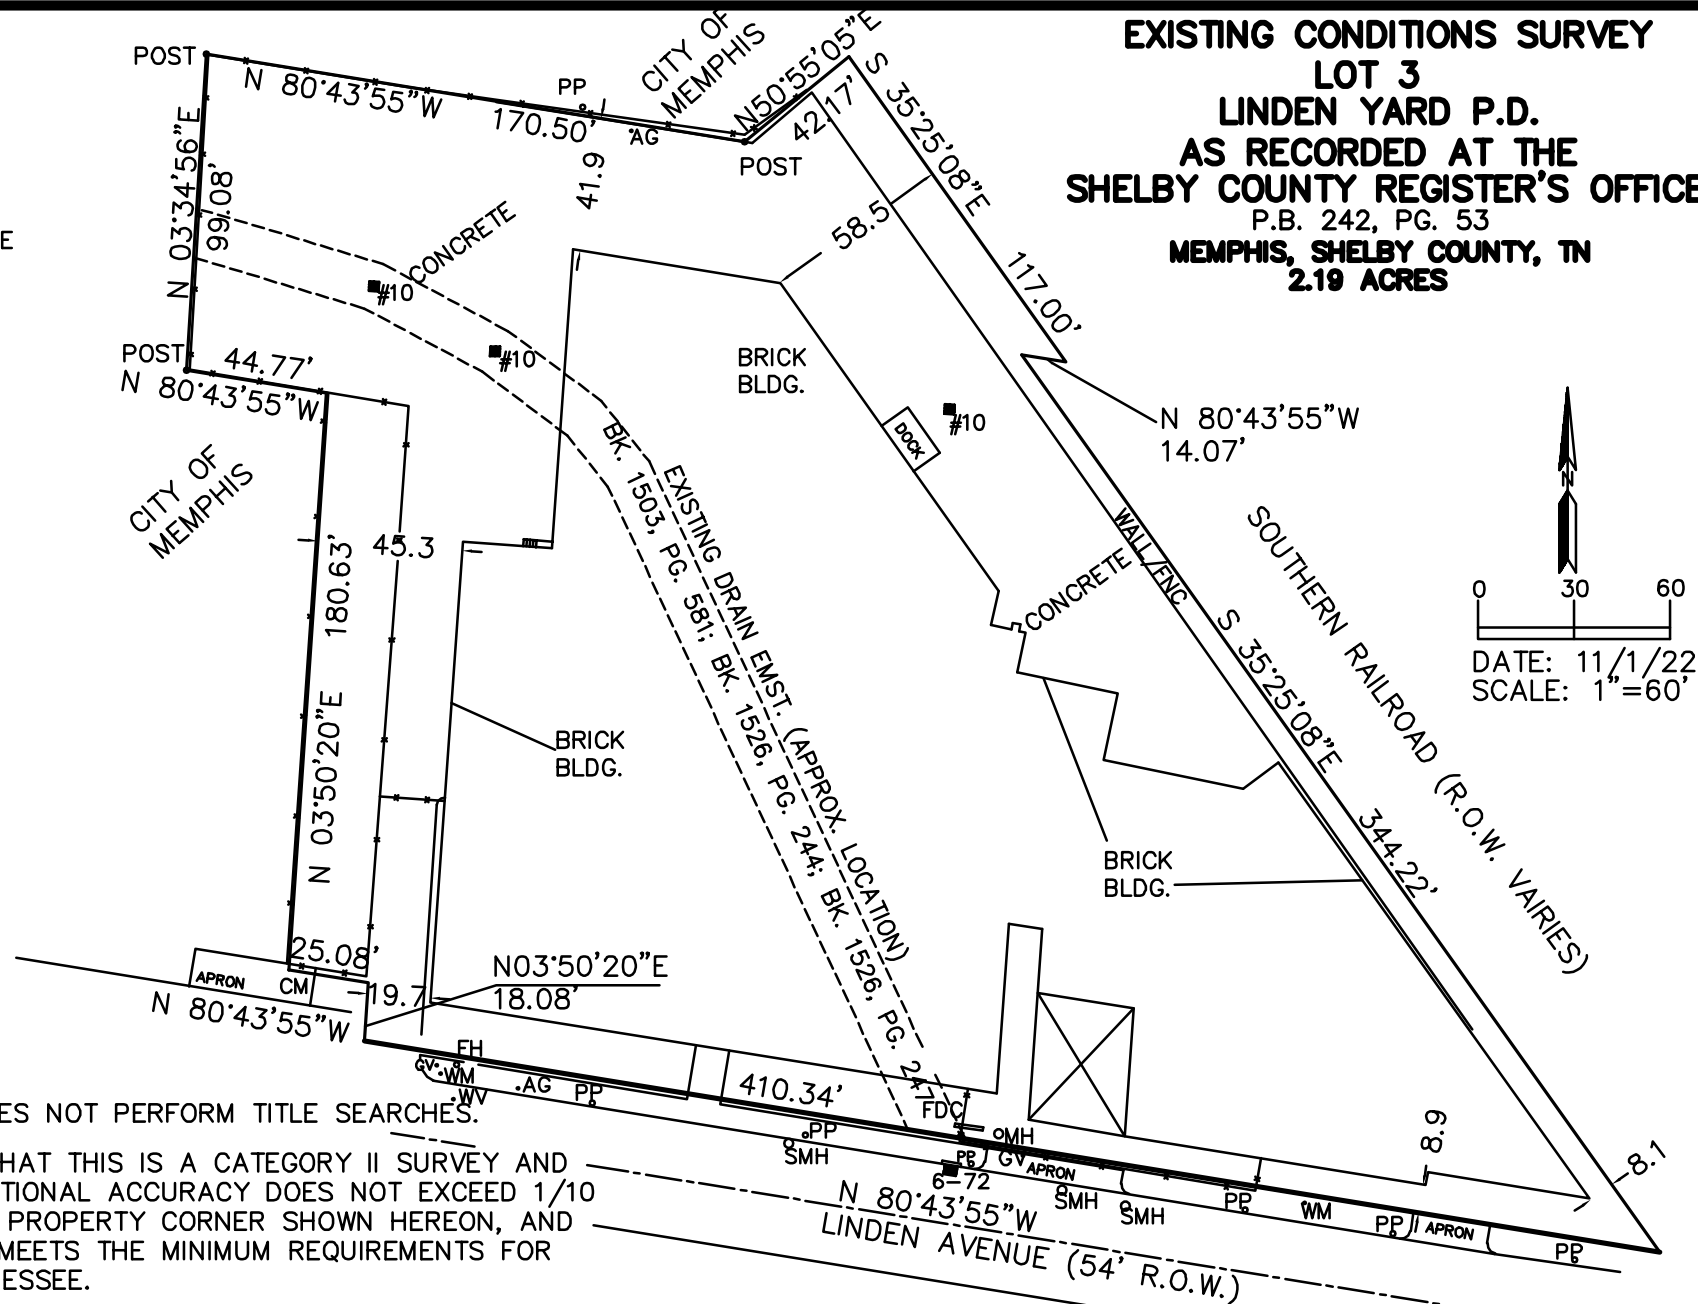 EXISTING CONDITIONS SURVEY
LOT 3
LINDEN YARD P.D.
AS RECORDED AT THE
SHELBY COUNTY REGISTER'S OFFICE
P.B. 242, PG. 53
MEMPHIS, SHELBY COUNTY, TN
2.19 ACRES
POST
N 80°43'55"W
170.50'
PP
AG
CITY OF
MEMPHIS
N50°55'05"E
42.17'
POST
S 35°25'08"E
117.00'
N 03°34'56"E
99.08'
E
41.9
58.5
CONCRETE
#10
#10
#10
BRICK
BLDG.
DOCK
N 80°43'55"W
14.07'
POST
44.77'
N 80°43'55"W
CITY OF
MEMPHIS
180.63'
N 03°50'20"E
45.3
BRICK
BLDG.
EXISTING DRAIN EMST. (APPROX. LOCATION)
BK. 1503, PG. 581; BK. 1526, PG. 244; BK. 1526, PG. 247
CONCRETE
WALL/FNC
S 35°25'08"E
344.22'
SOUTHERN RAILROAD (R.O.W. VAIRIES)
N
0 30 60
DATE: 11/1/22
SCALE: 1"=60'
BRICK
BLDG.
25.08'
APRON
CM
N 80°43'55"W
19.7
N03°50'20"E
18.08'
FH
GV
WM
WV
AG
PP
410.34'
PP
SMH
FDC
MH
PP
GV
APRON
6-72
SMH
SMH
PP
WM
PP
APRON
PP
8.9
8.1
N 80°43'55"W
LINDEN AVENUE (54' R.O.W.)
ES NOT PERFORM TITLE SEARCHES.
HAT THIS IS A CATEGORY II SURVEY AND
TIONAL ACCURACY DOES NOT EXCEED 1/10
PROPERTY CORNER SHOWN HEREON, AND
MEETS THE MINIMUM REQUIREMENTS FOR
ESSEE.